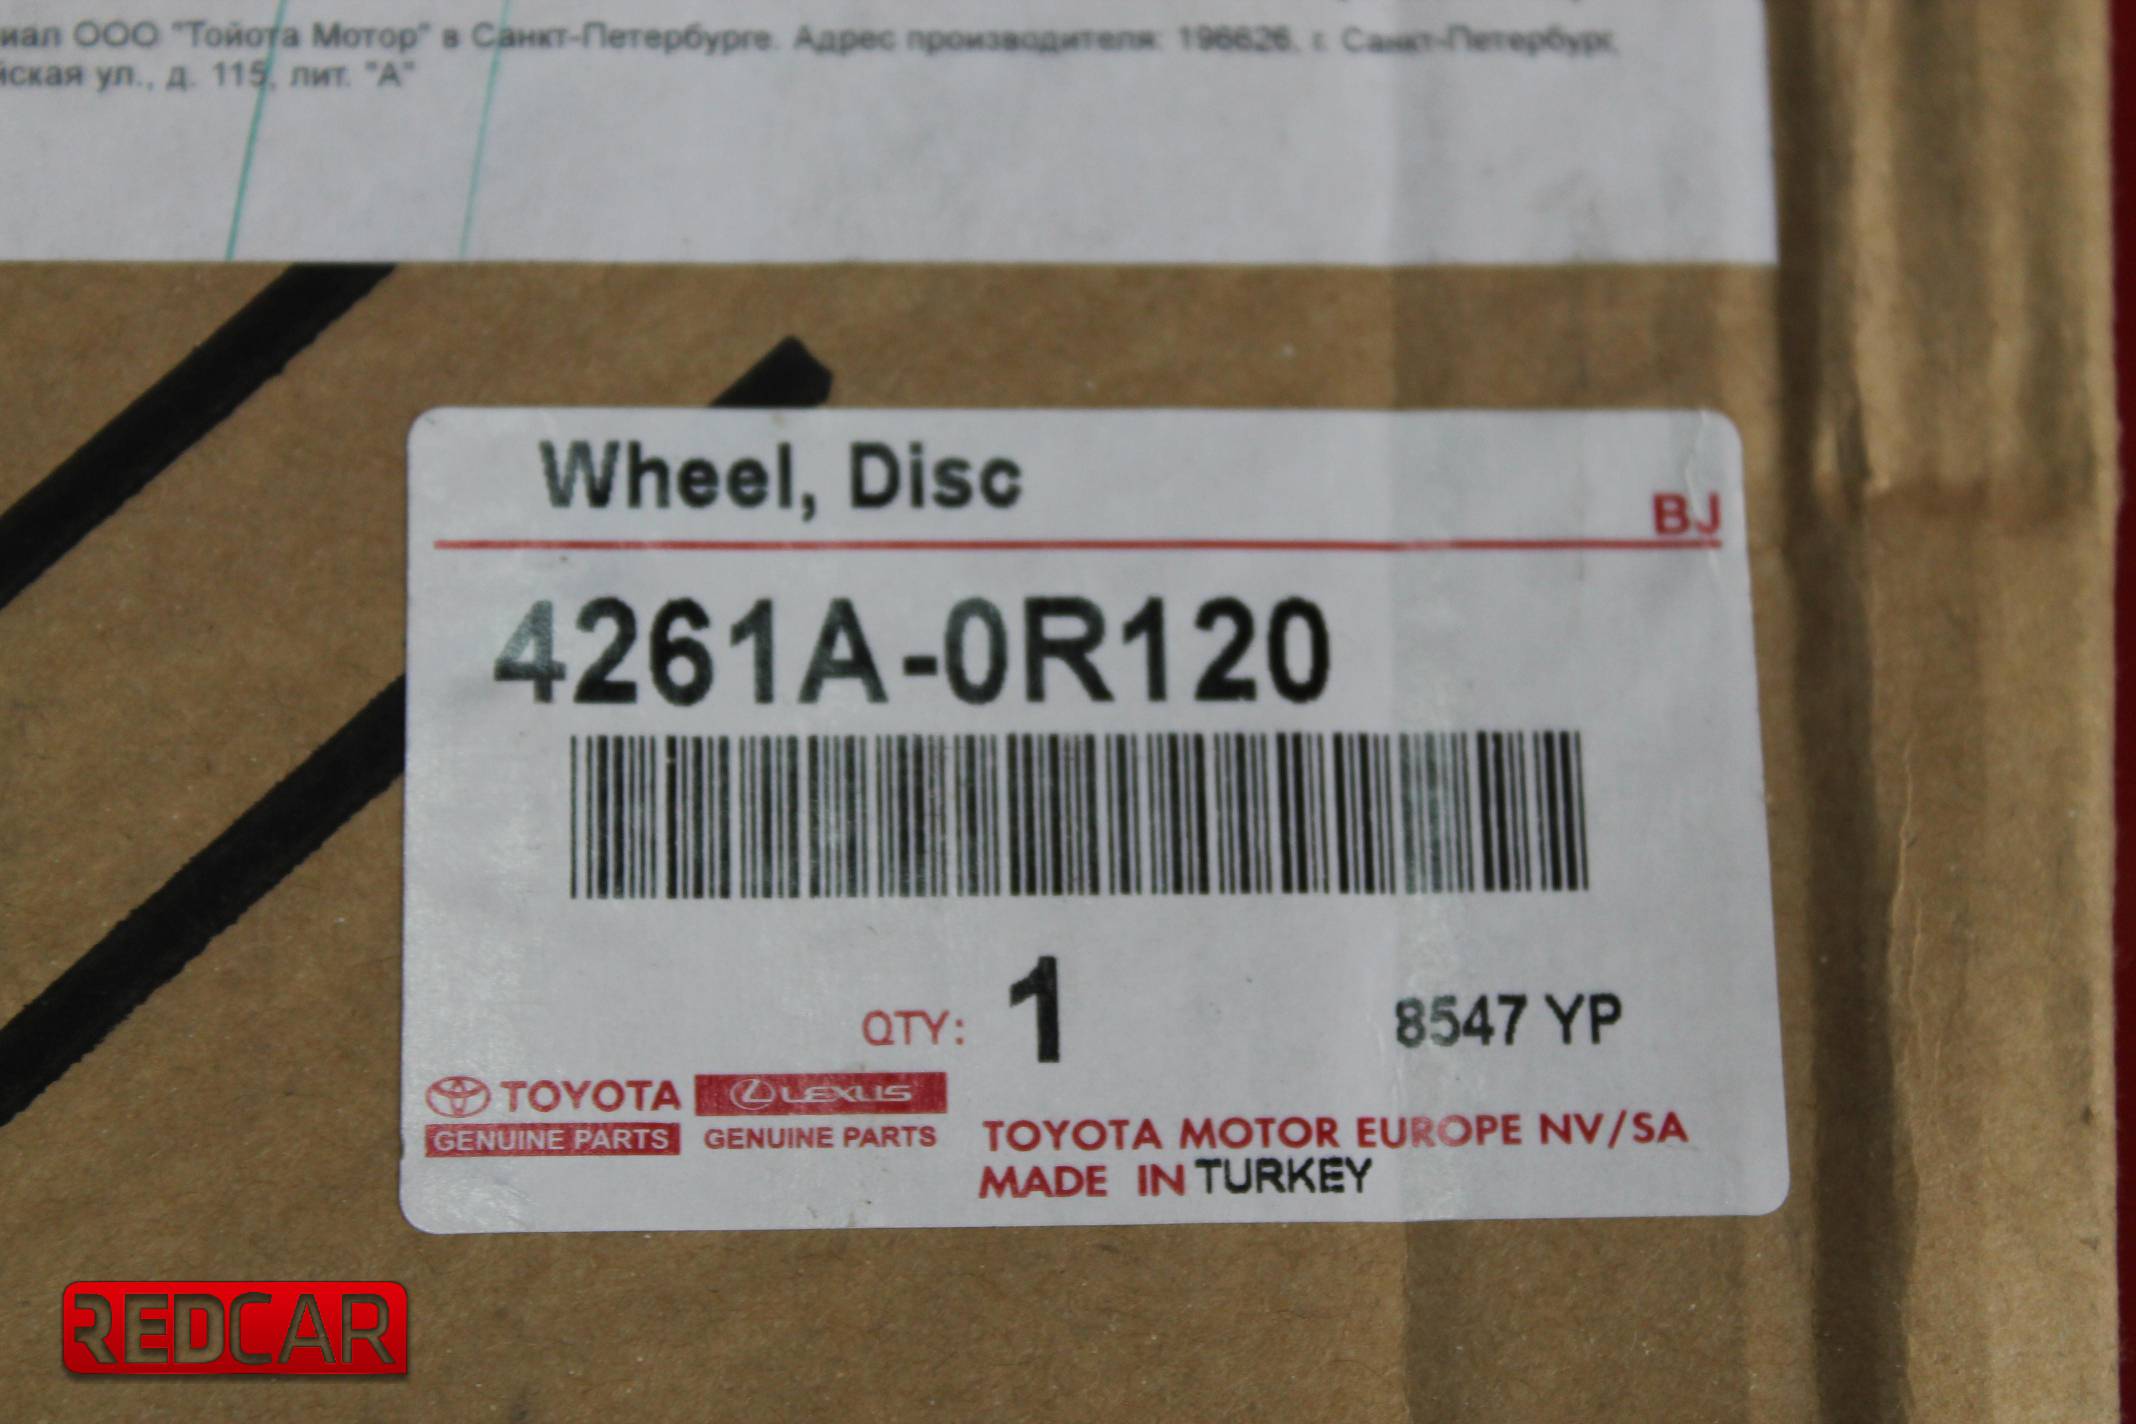 иал ООО "Тойота Мотор" в Санкт-Петербурге. Адрес производителя: 196626, г. Санкт-Петербург,
йская ул., д. 115, лит. "А"
Wheel, Disc
BJ
4261A-0R120
QTY: 1
8547 YP
TOYOTA
GENUINE PARTS
LEXUS
GENUINE PARTS
TOYOTA MOTOR EUROPE NV/SA
MADE IN TURKEY
REDCAR